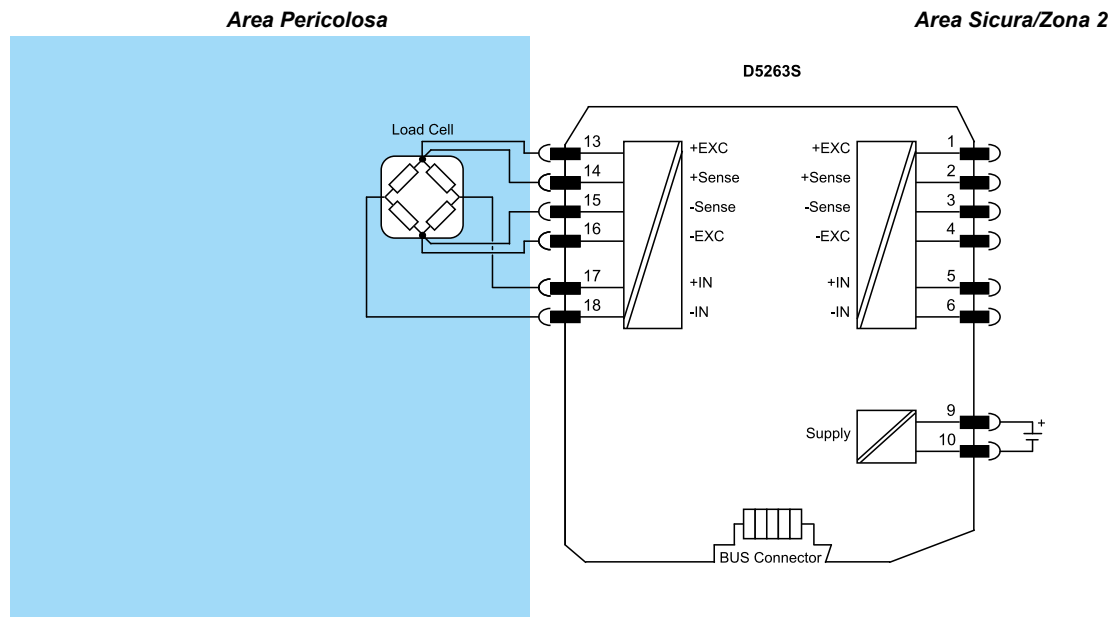 Area Pericolosa
Area Sicura/Zona 2
D5263S
Load Cell
13 +EXC +EXC 1
14 +Sense +Sense 2
15 -Sense -Sense 3
16 -EXC -EXC 4
17 +IN +IN 5
18 -IN -IN 6
9
+
Supply
10
BUS Connector